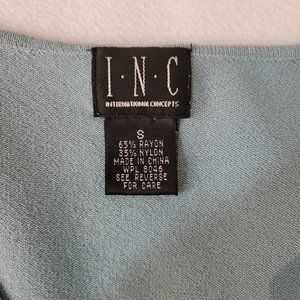 I·N·C
INTERNATIONAL CONCEPTS
S
65% RAYON
35% NYLON
MADE IN CHINA
WPL 8046
SEE REVERSE
FOR CARE